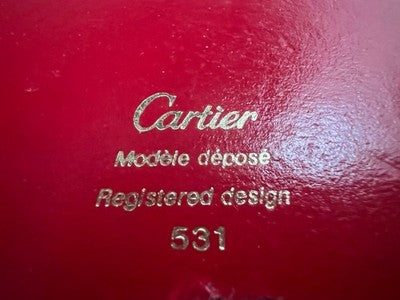 Cartier
Modèle déposé
Registered design
531